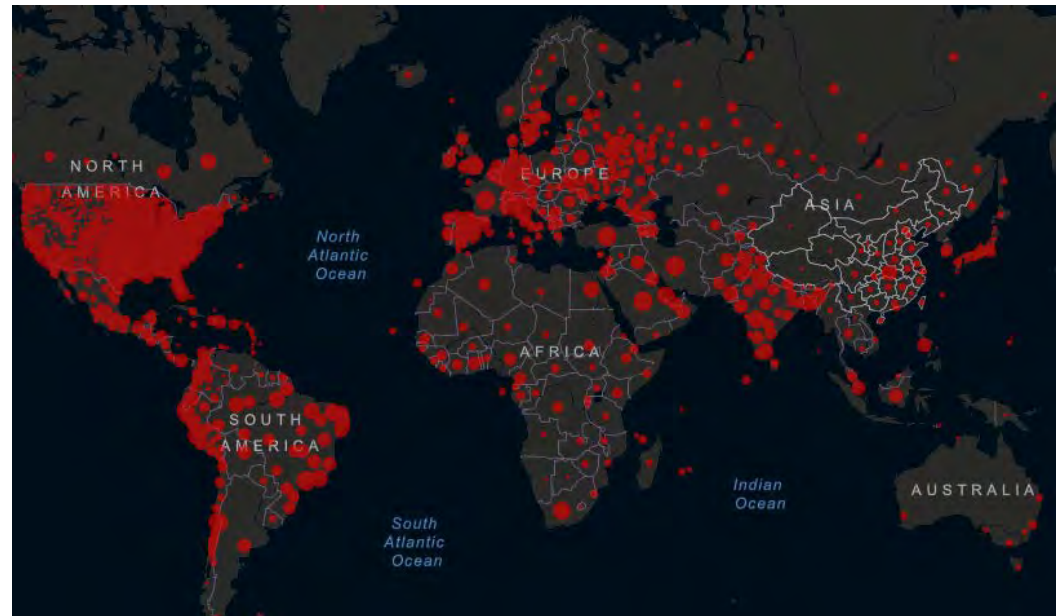 NORTH
AMERICA
EUROPE
ASIA
North
Atlantic
Ocean
AFRICA
SOUTH
AMERICA
Indian
Ocean
AUSTRALIA
South
Atlantic
Ocean